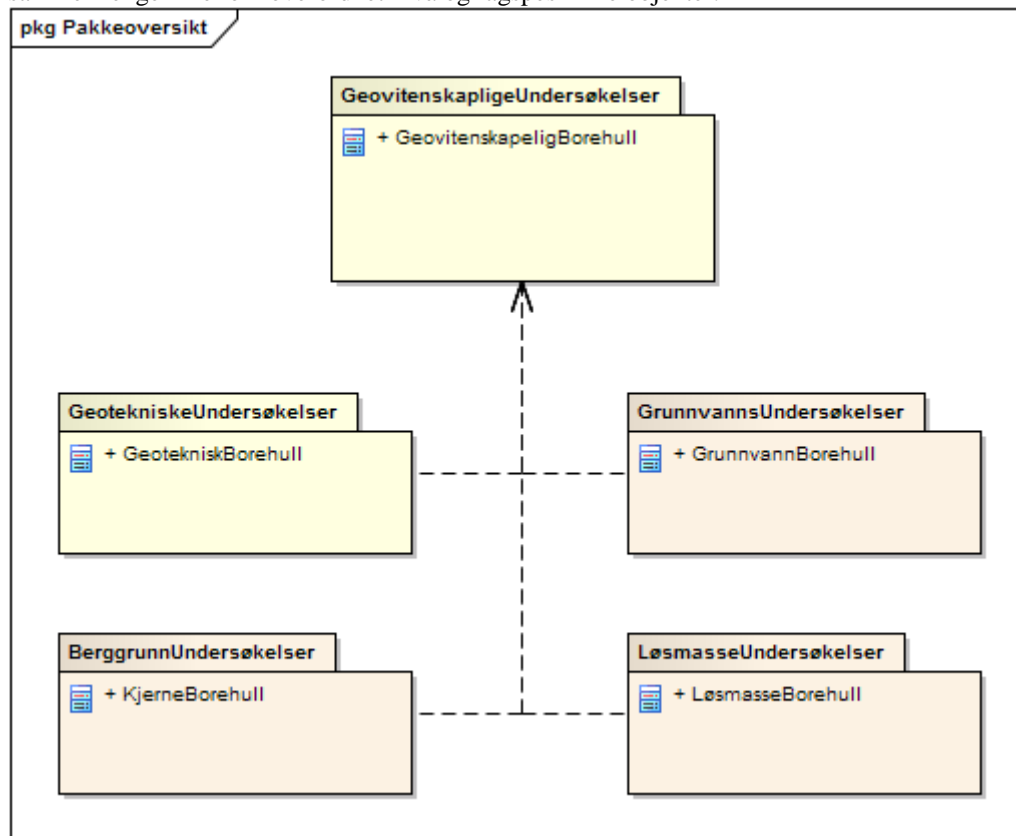 pkg Pakkeoversikt
GeovitenskapligeUndersøkelser
+ GeovitenskapeligBorehull
GeotekniskeUndersøkelser
+ GeotekniskBorehull
GrunnvannsUndersøkelser
+ GrunnvannBorehull
BerggrunnUndersøkelser
+ KjerneBorehull
LøsmasseUndersøkelser
+ LøsmasseBorehull